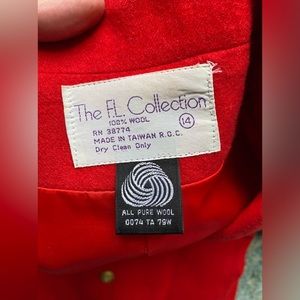 The F.L. Collection
100% WOOL
14
RN 38774
MADE IN TAIWAN R.O.C.
Dry Clean Only
ALL PURE WOOL
0074 TA 79W